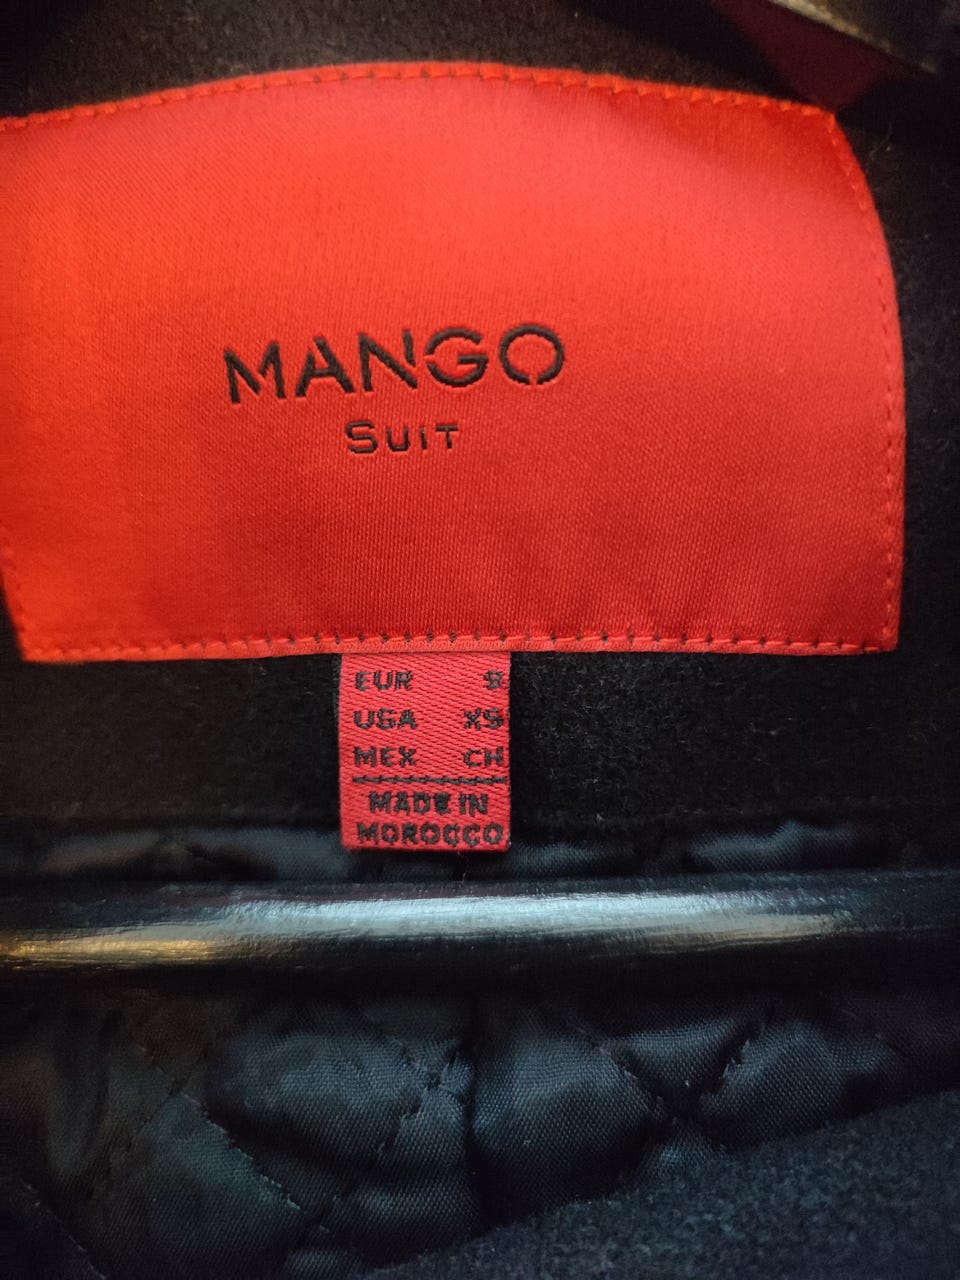 MANGO
SUIT
EUR S
USA XS
MEX CH
MADE IN
MOROCCO